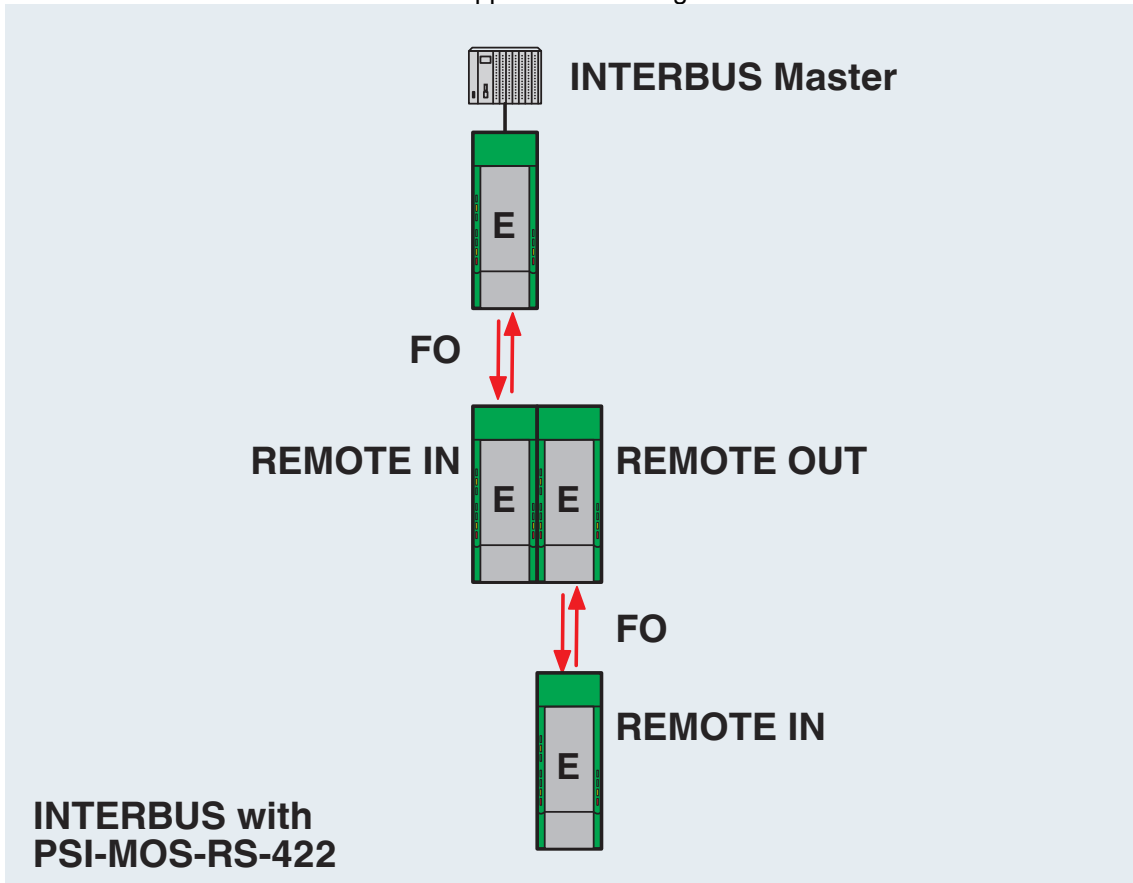 INTERBUS Master
E
FO
REMOTE IN
REMOTE OUT
E
E
FO
REMOTE IN
E
INTERBUS with
PSI-MOS-RS-422